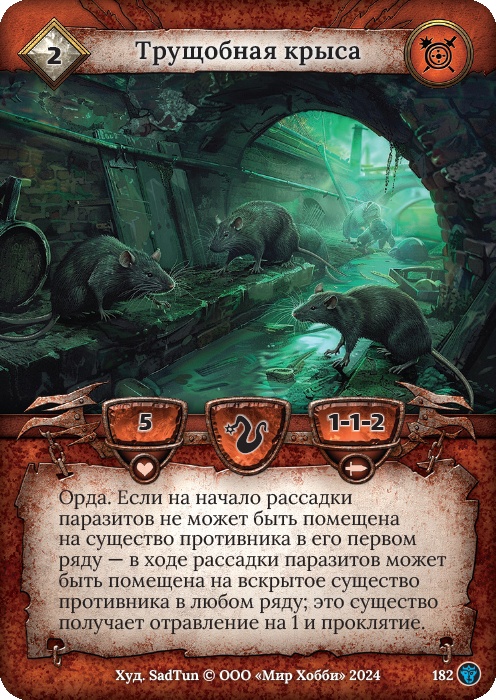 2
Трущобная крыса
5
1-1-2
Орда. Если на начало рассадки
паразитов не может быть помещена
на существо противника в его первом
ряду — в ходе рассадки паразитов может
быть помещена на вскрытое существо
противника в любом ряду; это существо
получает отравление на 1 и проклятие.
Худ. SadTun © ООО «Мир Хобби» 2024
182